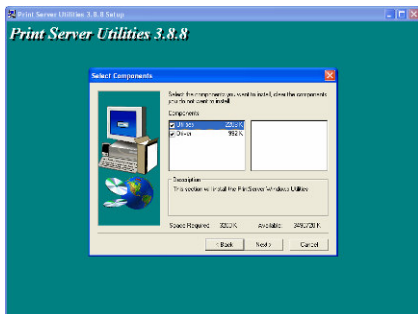 Print Server Utilities 3.8.8 Setup
Print Server Utilities 3.8.8
Select Components
Select the components you want to install, clear the components
you do not want to install.
Components
Utilities
Driver 992 K
Description
This section will install the PrintServer Windows Utilities
Space Required:
Available:
< Back
Next >
Cancel